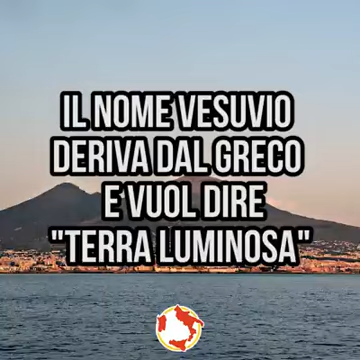 IL NOME VESUVIO
DERIVA DAL GRECO
E VUOL DIRE
"TERRA LUMINOSA"